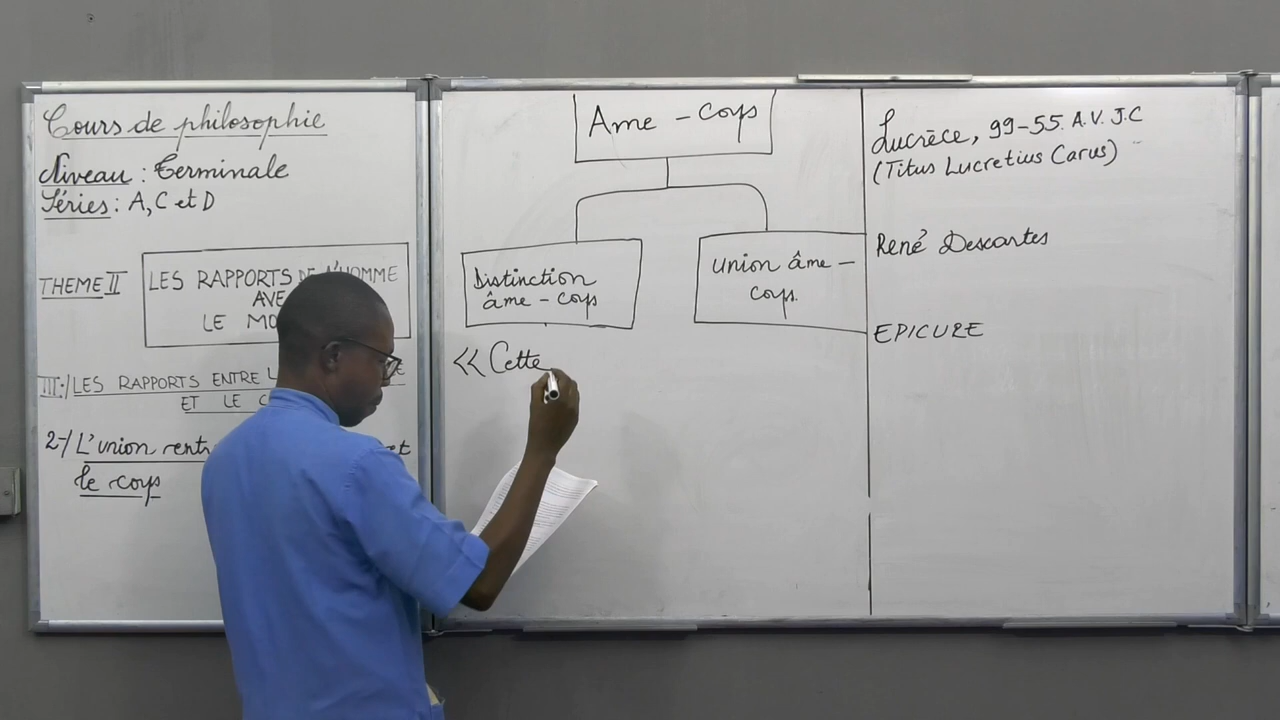 Cours de philosophie
Niveau : Terminale
Séries : A, C et D
THEME II
LES RAPPORTS DE L'HOMME
AVE
LE MO
III-/ LES RAPPORTS ENTRE L E
ET LE C
2-/ L'union rentr et
le corps
Ame - Corps
Distinction
âme - corps
Union âme -
corps.
<< Cette
Lucrèce, 99-55. A.V. J.C
(Titus Lucretius Carus)
René Descartes
EPICURE